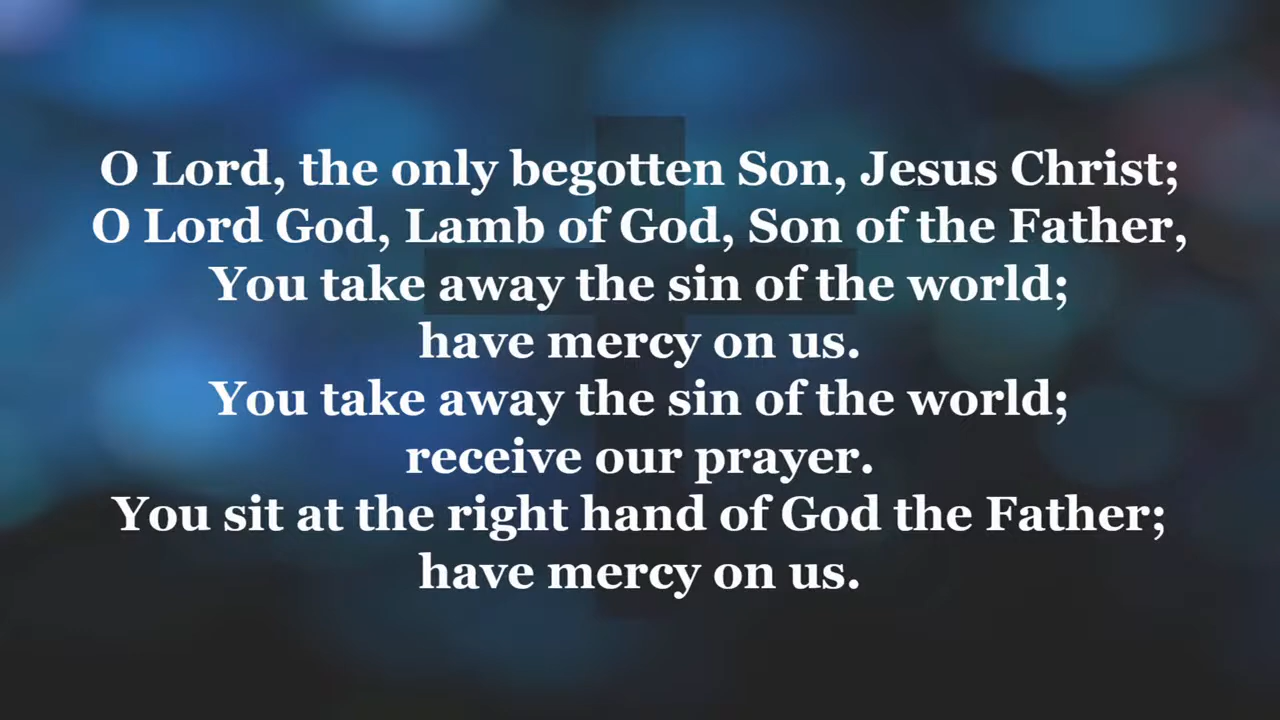 O Lord, the only begotten Son, Jesus Christ;
O Lord God, Lamb of God, Son of the Father,
You take away the sin of the world;
have mercy on us.
You take away the sin of the world;
receive our prayer.
You sit at the right hand of God the Father;
have mercy on us.